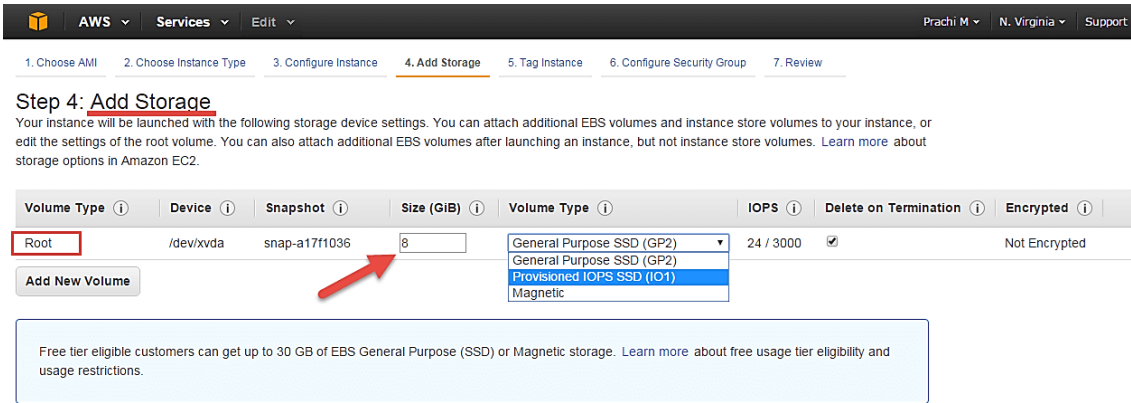 AWS Services Edit Prachi M N. Virginia Support
1. Choose AMI 2. Choose Instance Type 3. Configure Instance 4. Add Storage 5. Tag Instance 6. Configure Security Group 7. Review
Step 4: Add Storage
Your instance will be launched with the following storage device settings. You can attach additional EBS volumes and instance store volumes to your instance, or
edit the settings of the root volume. You can also attach additional EBS volumes after launching an instance, but not instance store volumes. Learn more about
storage options in Amazon EC2.
Volume Type i Device i Snapshot i Size (GiB) i Volume Type i IOPS i Delete on Termination i Encrypted i
Root /dev/xvda snap-a17f1036 8 General Purpose SSD (GP2) 24 / 3000 Not Encrypted
General Purpose SSD (GP2)
Provisioned IOPS SSD (IO1)
Magnetic
Add New Volume
Free tier eligible customers can get up to 30 GB of EBS General Purpose (SSD) or Magnetic storage. Learn more about free usage tier eligibility and
usage restrictions.